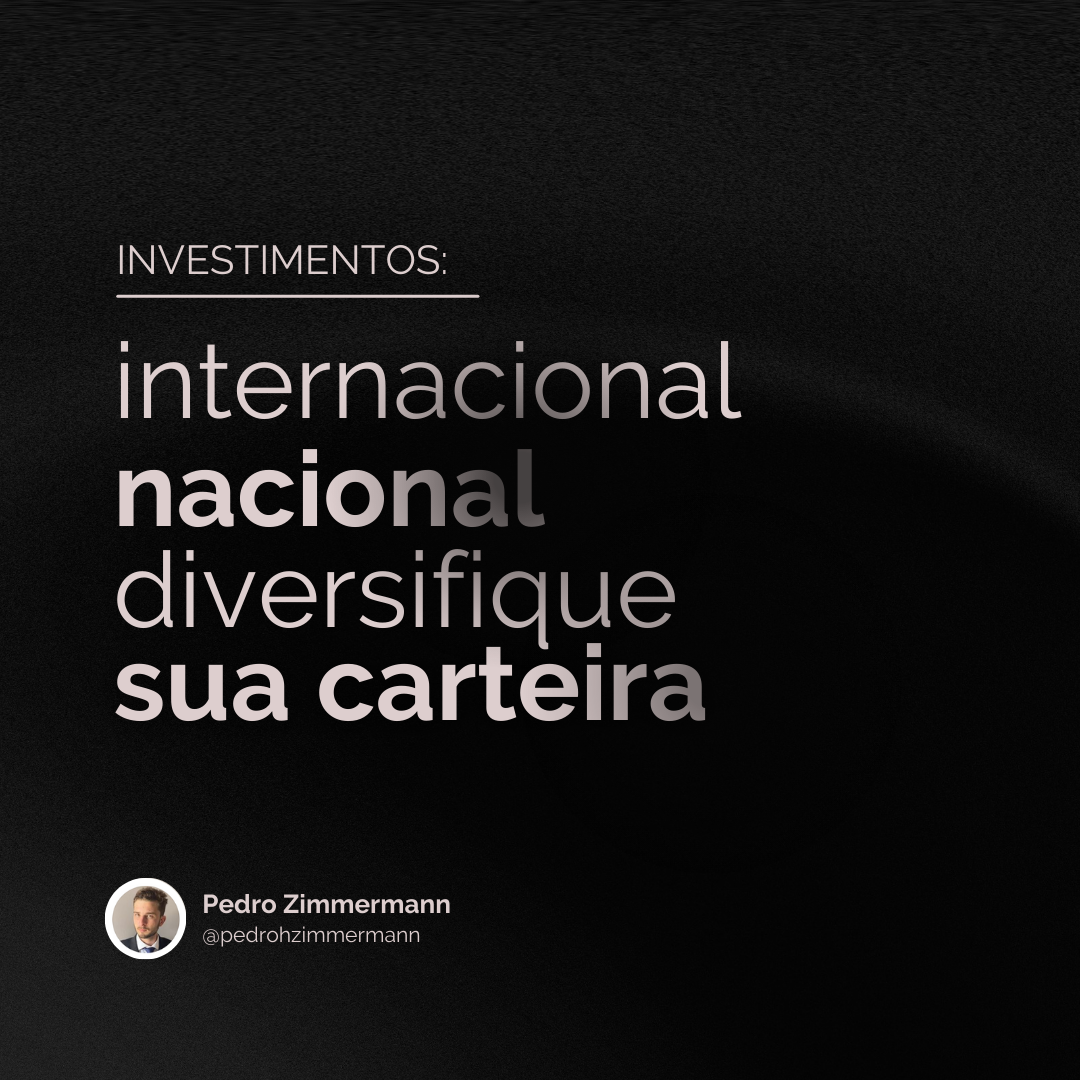 INVESTIMENTOS:
internacional
nacional
diversifique
sua carteira
Pedro Zimmermann
@pedrohzimmermann